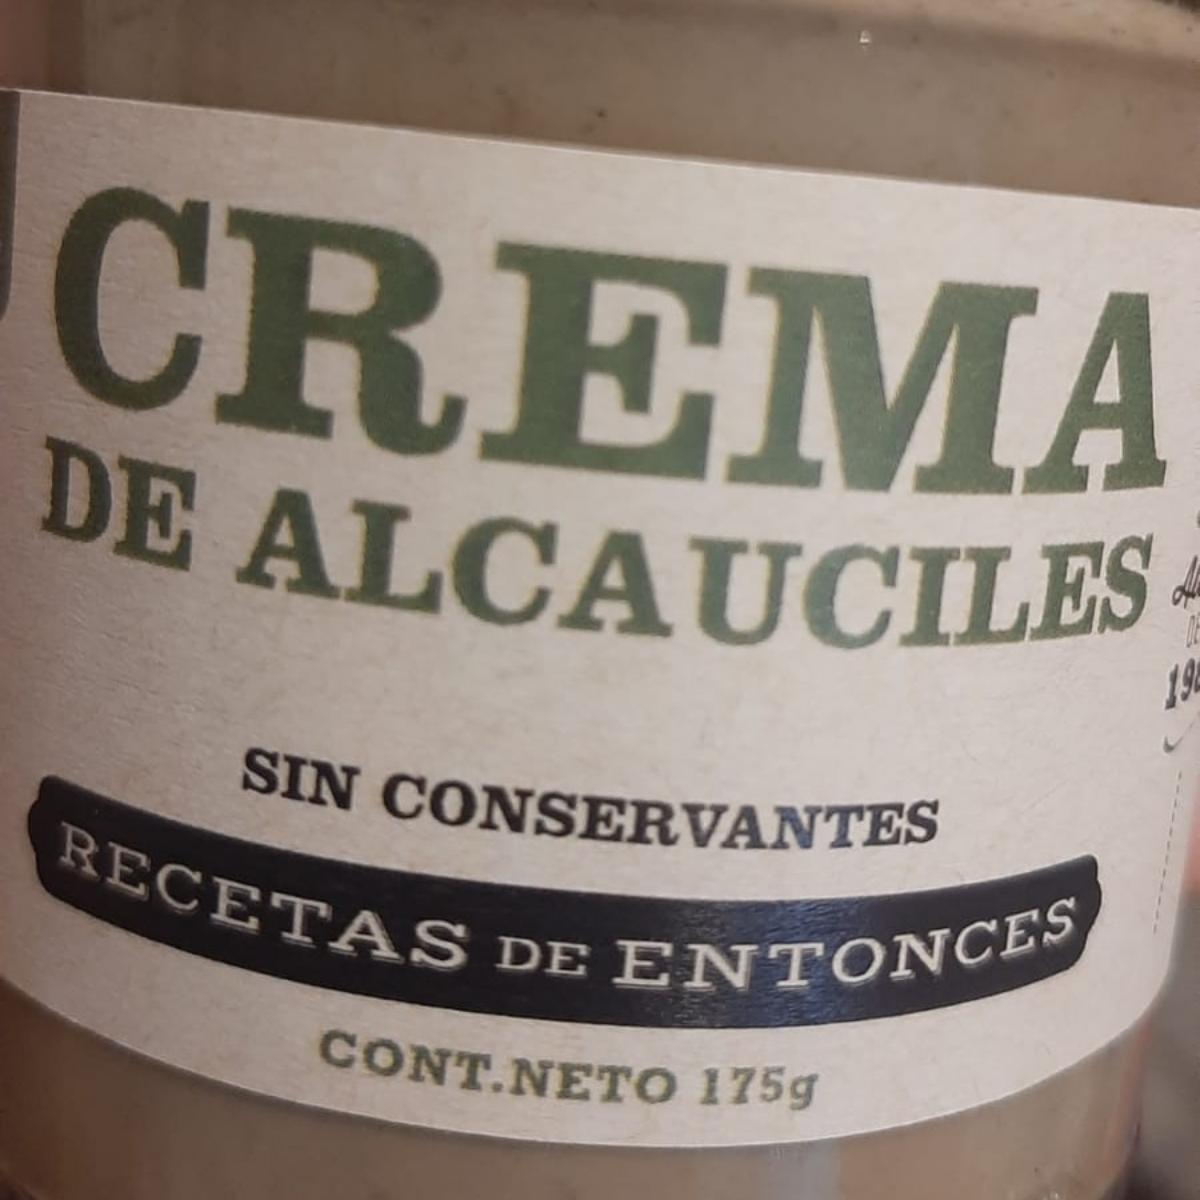 CREMA
DE ALCAUCILES
SIN CONSERVANTES
RECETAS DE ENTONCES
CONT.NETO 175g